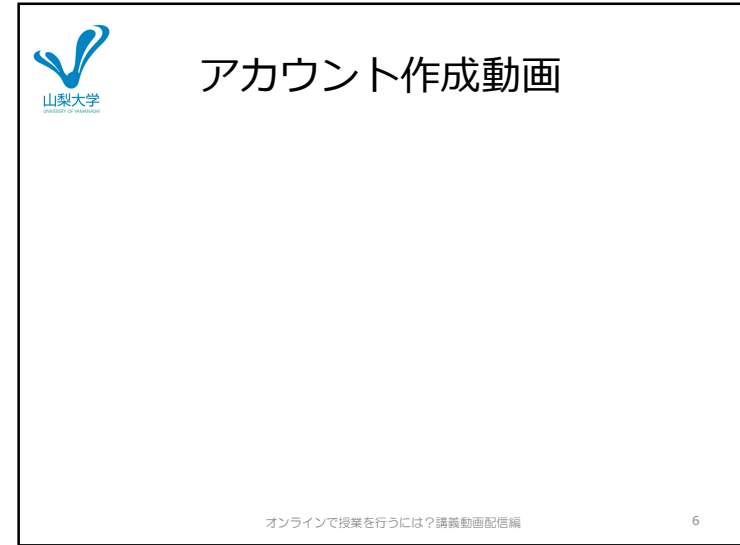 山梨大学
UNIVERSITY OF YAMANASHI
アカウント作成動画
オンラインで授業を行うには？講義動画配信編
6